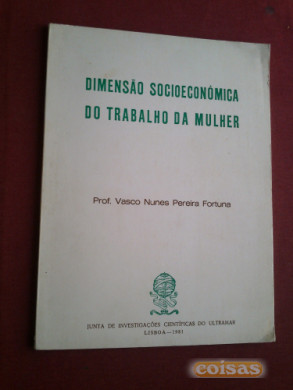 DIMENSÃO SOCIOECONÓMICA
DO TRABALHO DA MULHER
Prof. Vasco Nunes Pereira Fortuna
JUNTA DE INVESTIGAÇÕES CIENTÍFICAS DO ULTRAMAR
LISBOA — 1981
coisas